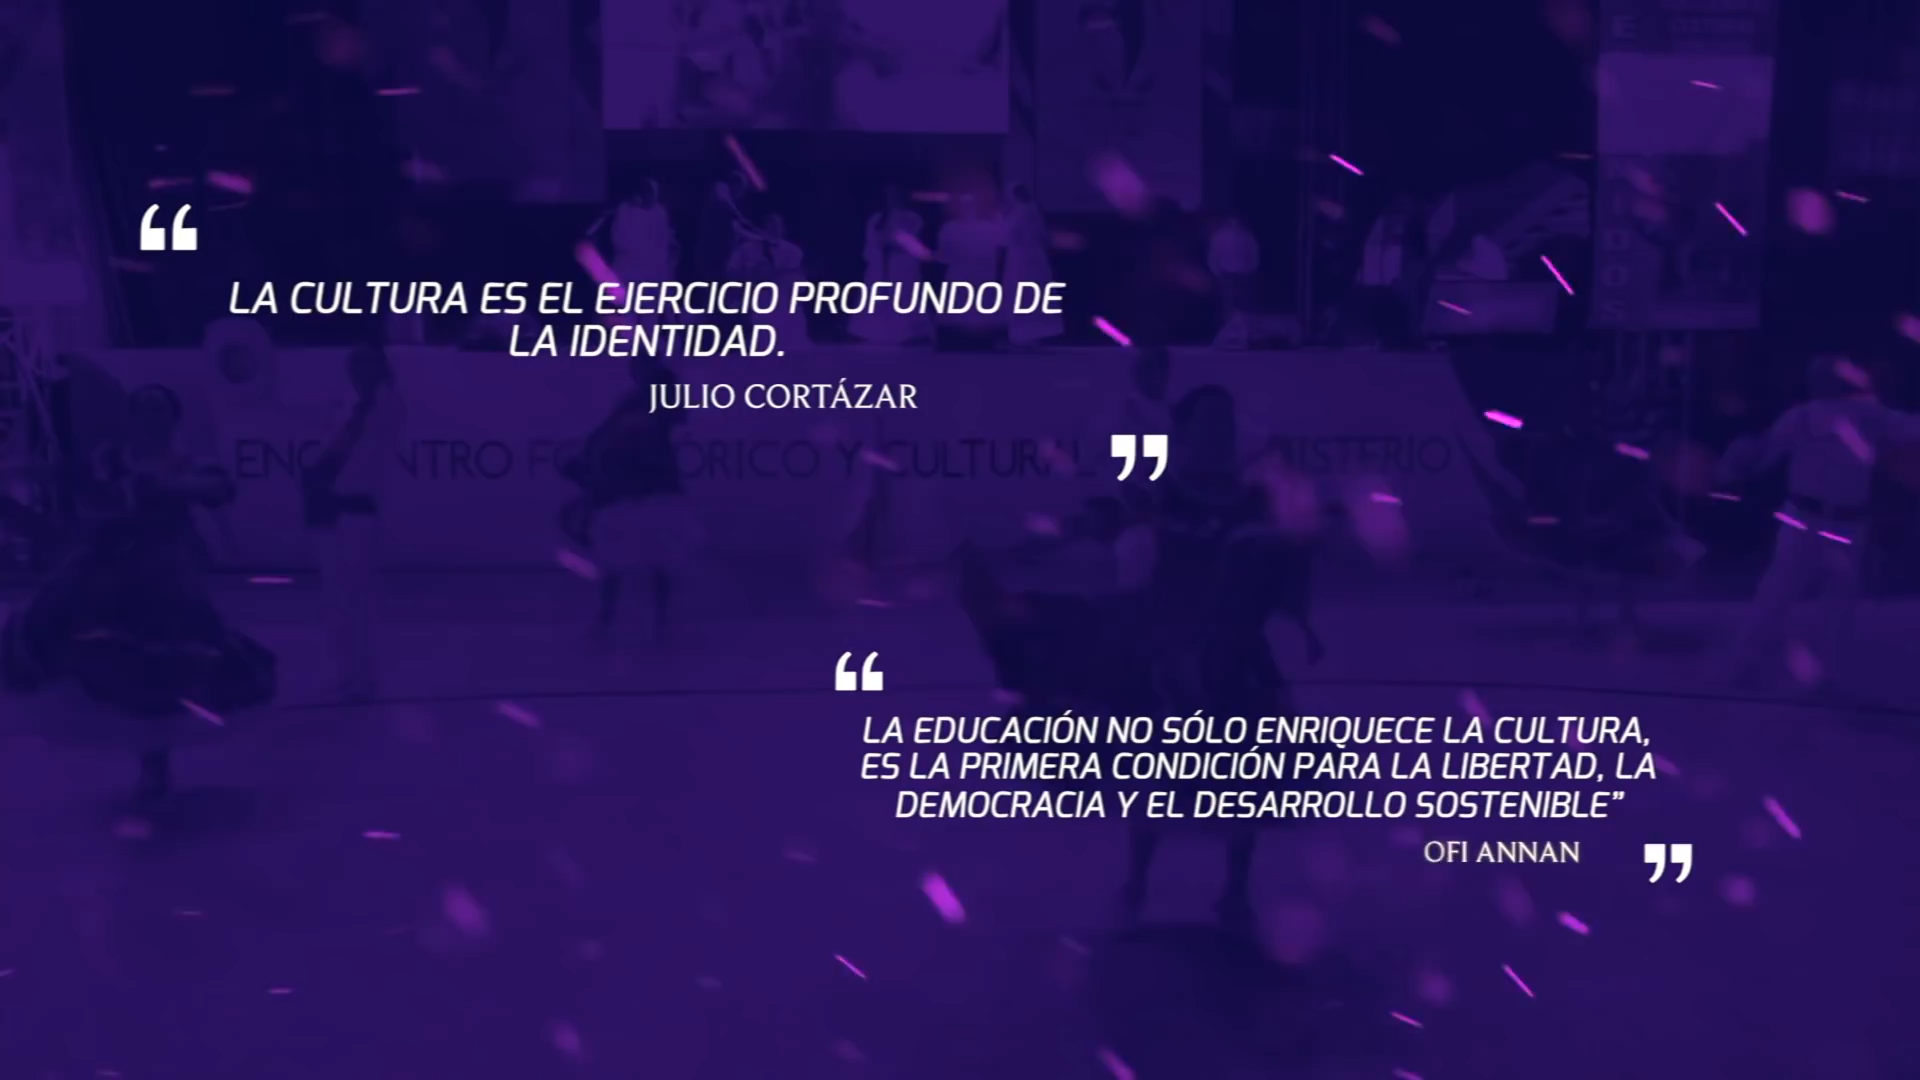 “
LA CULTURA ES EL EJERCICIO PROFUNDO DE
LA IDENTIDAD.
JULIO CORTÁZAR
”
CULTURAL
“
LA EDUCACIÓN NO SÓLO ENRIQUECE LA CULTURA,
ES LA PRIMERA CONDICIÓN PARA LA LIBERTAD, LA
DEMOCRACIA Y EL DESARROLLO SOSTENIBLE”
OFI ANNAN
”